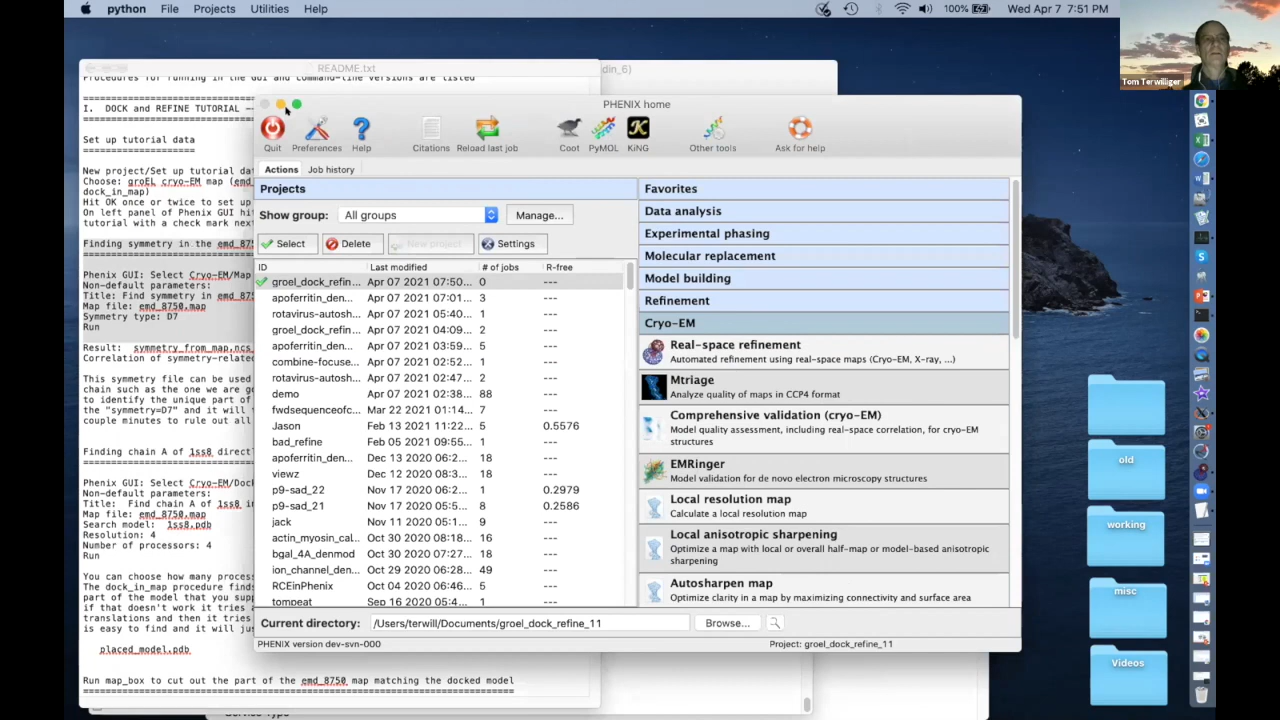 python File Projects Utilities Help
100% Wed Apr 7 7:51 PM
Tom Terwilliger
README.txt
din_6)
Procedures for running in the GUI and command-line versions are listed
I. DOCK and REFINE TUTORIAL --
Set up tutorial data
New project/Set up tutorial dat
Choose: groEL cryo-EM map (emd_
dock_in_map)
Hit OK once or twice to set up
On left panel of Phenix GUI hit
tutorial with a check mark next
Finding symmetry in the emd_875
Phenix GUI: Select Cryo-EM/Map
Non-default parameters:
Title: Find symmetry in emd_875
Map file: emd_8750.map
Symmetry type: D7
Run
Result: symmetry_from_map.ncs_
Correlation of symmetry-relate
This symmetry file can be used
chain such as the one we are go
to identify the unique part of
the "symmetry=D7" and it will t
couple minutes to rule out all
Finding chain A of 1ss8 directl
Phenix GUI: Select Cryo-EM/Dock
Non-default parameters:
Title: Find chain A of 1ss8 in
Map file: emd_8750.map
Search model: 1ss8.pdb
Resolution: 4
Number of processors: 4
Run
You can choose how many process
The dock_in_map procedure finds
part of the model that you supp
if that doesn't work it tries a
translations and then it tries
is easy to find and it will jus
placed_model.pdb
Run map_box to cut out the part of the emd_8750 map matching the docked model
PHENIX home
Quit Preferences Help Citations Reload last job Coot PyMOL KiNG Other tools Ask for help
Actions Job history
Projects
Show group: All groups Manage...
Select Delete New project Settings
ID Last modified # of jobs R-free
groel_dock_refin... Apr 07 2021 07:50... 0 ---
apoferritin_den... Apr 07 2021 07:01... 3 ---
rotavirus-autosh... Apr 07 2021 05:40... 1 ---
groel_dock_refin... Apr 07 2021 04:09... 2 ---
apoferritin_den... Apr 07 2021 03:59... 5 ---
combine-focuse... Apr 07 2021 02:52... 1 ---
rotavirus-autosh... Apr 07 2021 02:47... 2 ---
demo Apr 07 2021 02:36... 88 ---
fwdsequenceofc... Mar 22 2021 01:41... 7 ---
Jason Feb 13 2021 11:22... 5 0.5576
bad_refine Feb 05 2021 09:55... 1 ---
apoferritin_den... Dec 13 2020 06:2... 18 ---
viewz Dec 12 2020 08:3... 18 ---
p9-sad_22 Nov 17 2020 06:2... 1 0.2979
p9-sad_21 Nov 17 2020 05:5... 8 0.2586
jack Nov 11 2020 05:1... 9 ---
actin_myosin_cal... Oct 30 2020 08:18... 16 ---
bgal_4A_denmod Oct 30 2020 07:27... 18 ---
ion_channel_den... Oct 29 2020 06:28... 49 ---
RCEinPhenix Oct 04 2020 06:46... 5 ---
tompeat Sep 16 2020 05:4... 1 ---
Favorites
Data analysis
Experimental phasing
Molecular replacement
Model building
Refinement
Cryo-EM
Real-space refinement
Automated refinement using real-space maps (Cryo-EM, X-ray, ...)
Mtriage
Analyze quality of maps in CCP4 format
Comprehensive validation (cryo-EM)
Model quality assessment, including real-space correlation, for cryo-EM
structures
EMRinger
Model validation for de novo electron microscopy structures
Local resolution map
Calculate a local resolution map
Local anisotropic sharpening
Optimize a map with local or overall half-map or model-based anisotropic
sharpening
Autosharpen map
Optimize clarity in a map by maximizing connectivity and surface area
Current directory: /Users/terwill/Documents/groel_dock_refine_11 Browse...
PHENIX version dev-svn-000 Project: groel_dock_refine_11
old
working
misc
Videos